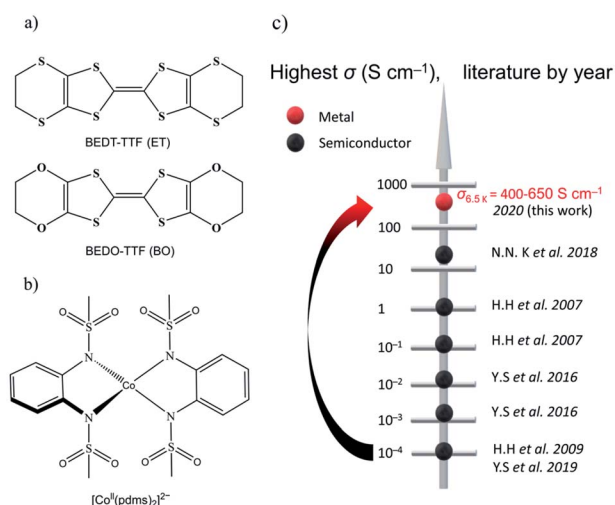 a)
S
S
S
S
S
S
S
S
BEDT-TTF (ET)
O
S
S
O
O
S
S
O
BEDO-TTF (BO)
b)
O
S
O
O
S
O
N
N
Co
N
N
O
S
O
O
S
O
[Coᴵᴵ(pdms)₂]²⁻
c)
Highest σ (S cm⁻¹), literature by year
Metal
Semiconductor
1000
σ₆.₅ K = 400-650 S cm⁻¹
2020 (this work)
100
N.N. K et al. 2018
10
1
H.H et al. 2007
10⁻¹
H.H et al. 2007
10⁻²
Y.S et al. 2016
10⁻³
Y.S et al. 2016
10⁻⁴
H.H et al. 2009
Y.S et al. 2019